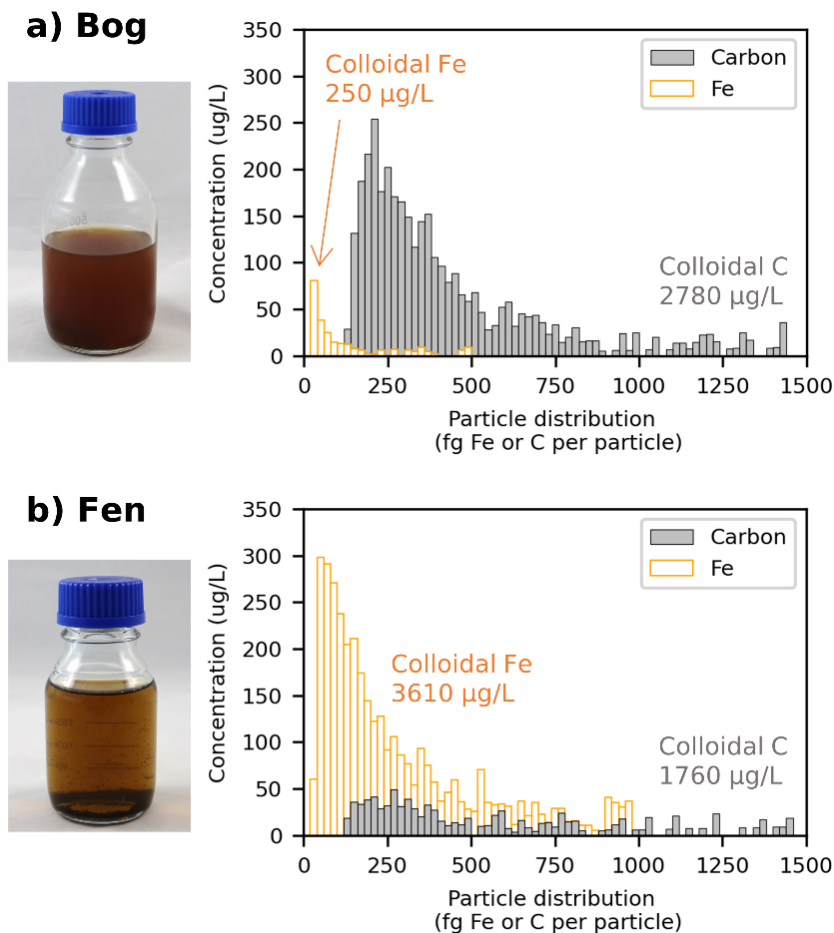 a) Bog
350
300
250
200
150
100
50
0
Concentration (ug/L)
Colloidal Fe
250 µg/L
Carbon
Fe
Colloidal C
2780 µg/L
0 250 500 750 1000 1250 1500
Particle distribution
(fg Fe or C per particle)
b) Fen
350
300
250
200
150
100
50
0
Concentration (ug/L)
Carbon
Fe
Colloidal Fe
3610 µg/L
Colloidal C
1760 µg/L
0 250 500 750 1000 1250 1500
Particle distribution
(fg Fe or C per particle)